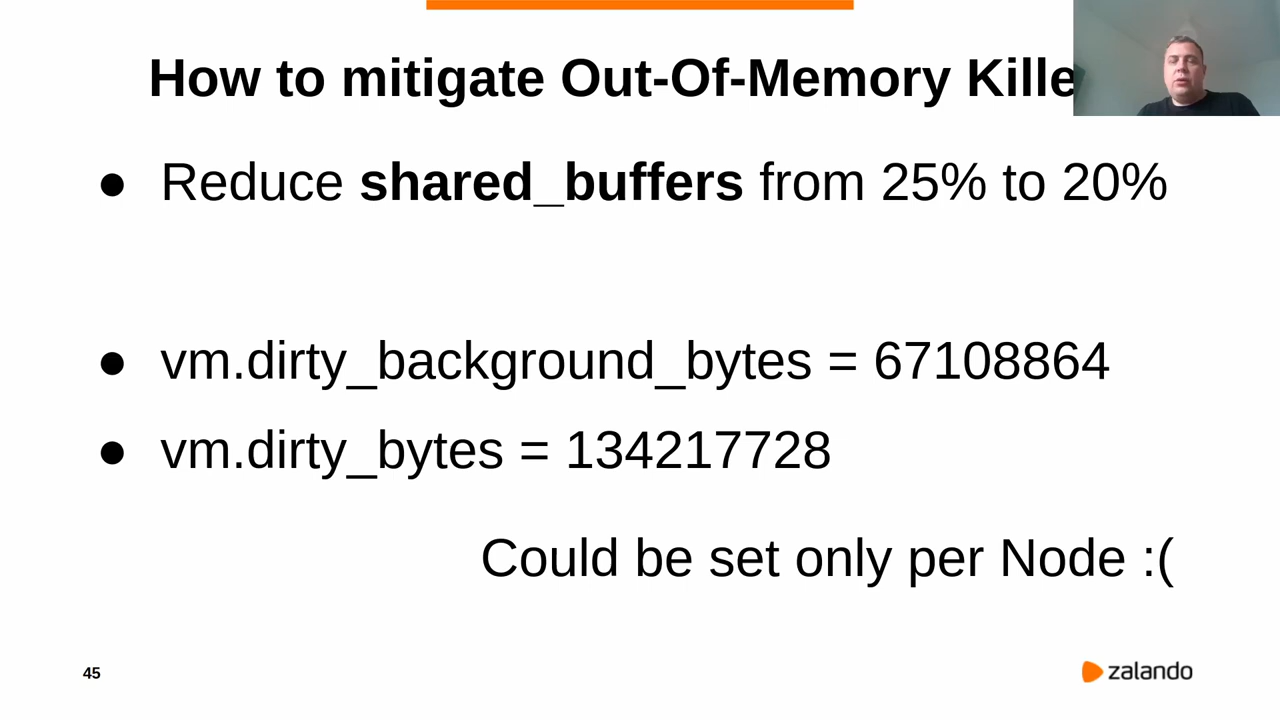 How to mitigate Out-Of-Memory Kille
● Reduce shared_buffers from 25% to 20%
● vm.dirty_background_bytes = 67108864
● vm.dirty_bytes = 134217728
Could be set only per Node :(
45
zalando